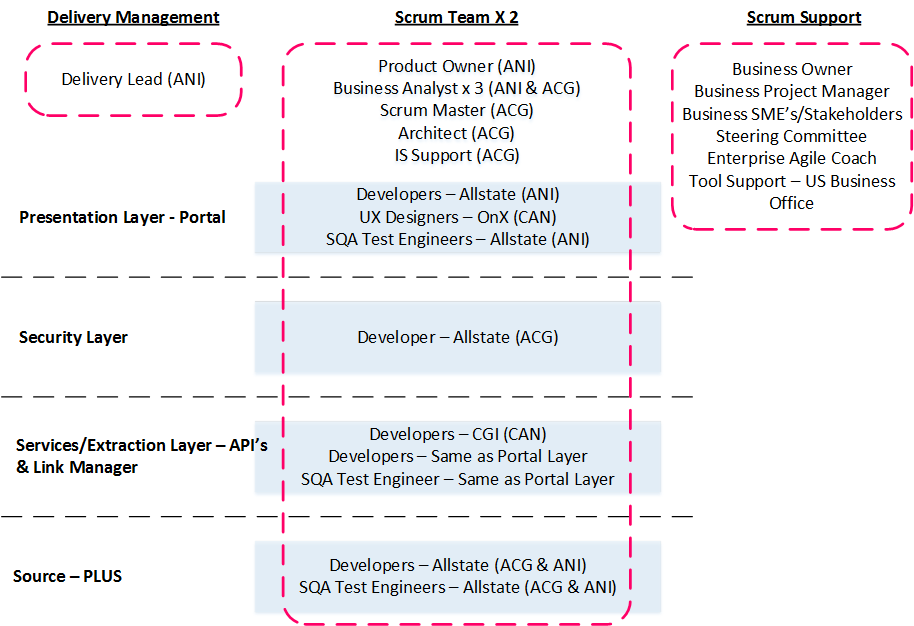 Delivery Management
Delivery Lead (ANI)
Scrum Team X 2
Product Owner (ANI)
Business Analyst x 3 (ANI & ACG)
Scrum Master (ACG)
Architect (ACG)
IS Support (ACG)
Scrum Support
Business Owner
Business Project Manager
Business SME's/Stakeholders
Steering Committee
Enterprise Agile Coach
Tool Support – US Business
Office
Presentation Layer - Portal
Developers – Allstate (ANI)
UX Designers – OnX (CAN)
SQA Test Engineers – Allstate (ANI)
Security Layer
Developer – Allstate (ACG)
Services/Extraction Layer – API's
& Link Manager
Developers – CGI (CAN)
Developers – Same as Portal Layer
SQA Test Engineer – Same as Portal Layer
Source – PLUS
Developers – Allstate (ACG & ANI)
SQA Test Engineers – Allstate (ACG & ANI)